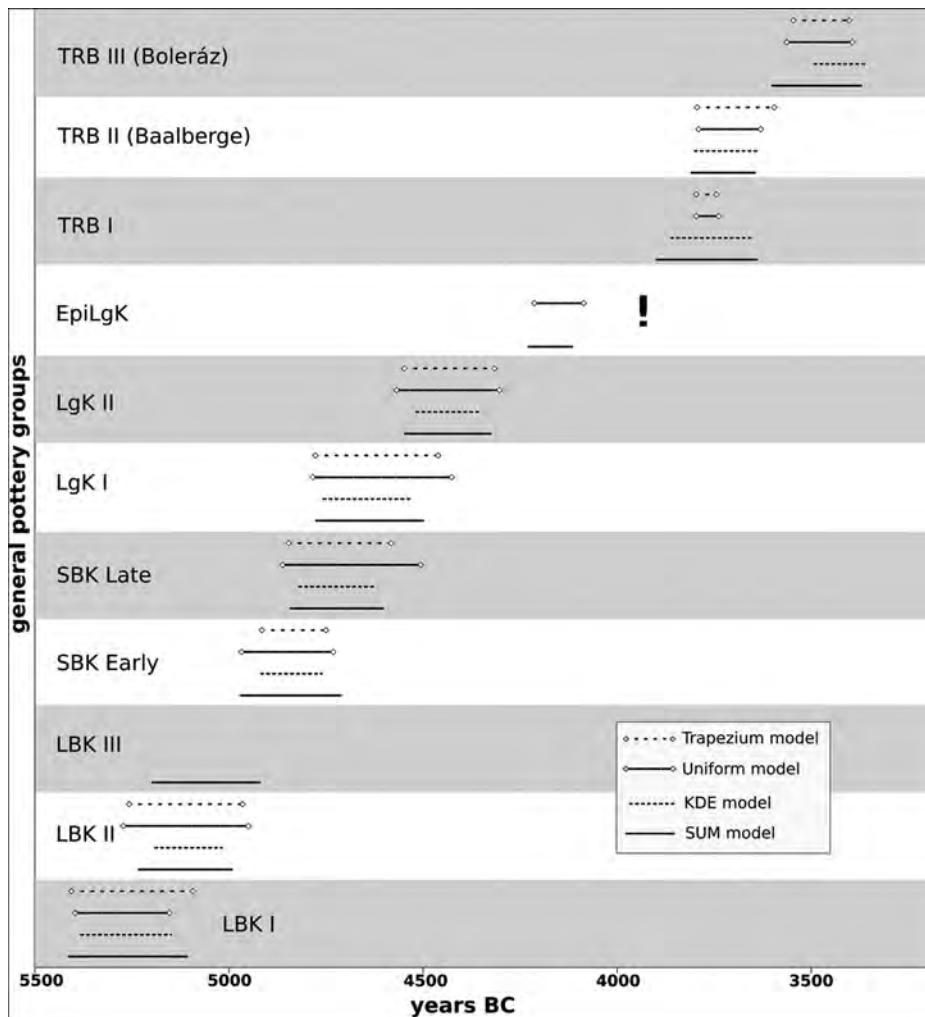 general pottery groups
TRB III (Boleráz)
TRB II (Baalberge)
TRB I
EpiLgK
!
LgK II
LgK I
SBK Late
SBK Early
LBK III
LBK II
LBK I
Trapezium model
Uniform model
KDE model
SUM model
5500 5000 4500 4000 3500
years BC